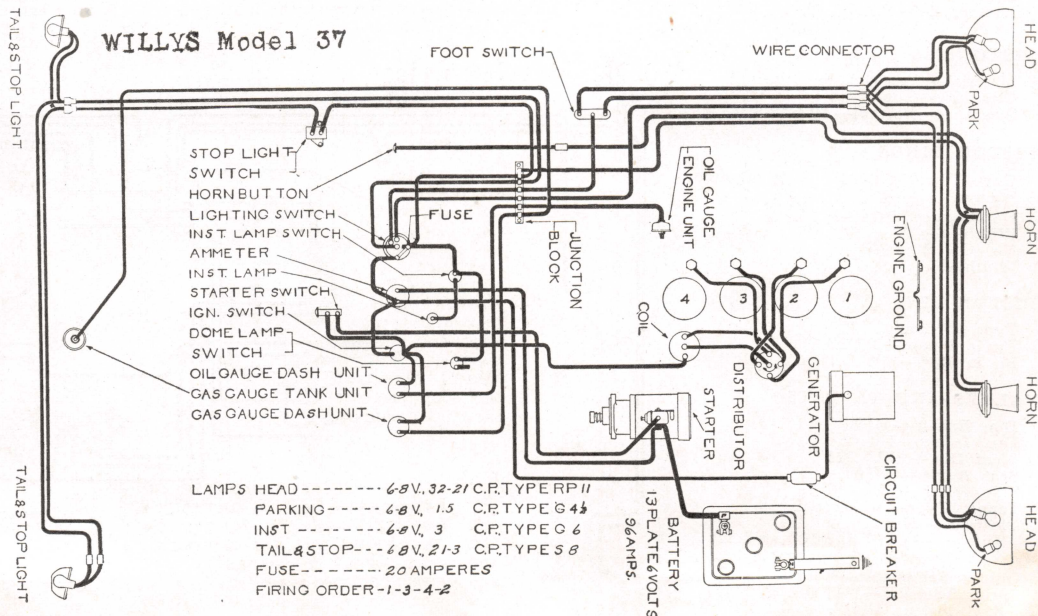 WILLYS Model 37
TAIL & STOP LIGHT
FOOT SWITCH
WIRE CONNECTOR
HEAD
PARK
STOP LIGHT
SWITCH
HORN BUTTON
LIGHTING SWITCH
INST. LAMP SWITCH
AMMETER
INST. LAMP
STARTER SWITCH
IGN. SWITCH
DOME LAMP
SWITCH
OIL GAUGE DASH UNIT
GAS GAUGE TANK UNIT
GAS GAUGE DASH UNIT
FUSE
JUNCTION
BLOCK
OIL GAUGE
ENGINE UNIT
HORN
ENGINE GROUND
4
3
2
1
COIL
DISTRIBUTOR
GENERATOR
STARTER
HORN
CIRCUIT BREAKER
BATTERY
13 PLATE 6 VOLTS
96 AMPS.
HEAD
PARK
TAIL & STOP LIGHT
LAMPS HEAD ------- 6-8 V., 32-21 C.P. TYPE RP 11
PARKING ----- 6-8 V., 1.5 C.P. TYPE G 4½
INST -------- 6-8 V., 3 C.P. TYPE G 6
TAIL & STOP --- 6 8 V., 21-3 C.P. TYPE S 8
FUSE -------- 20 AMPERES
FIRING ORDER-1-3-4-2